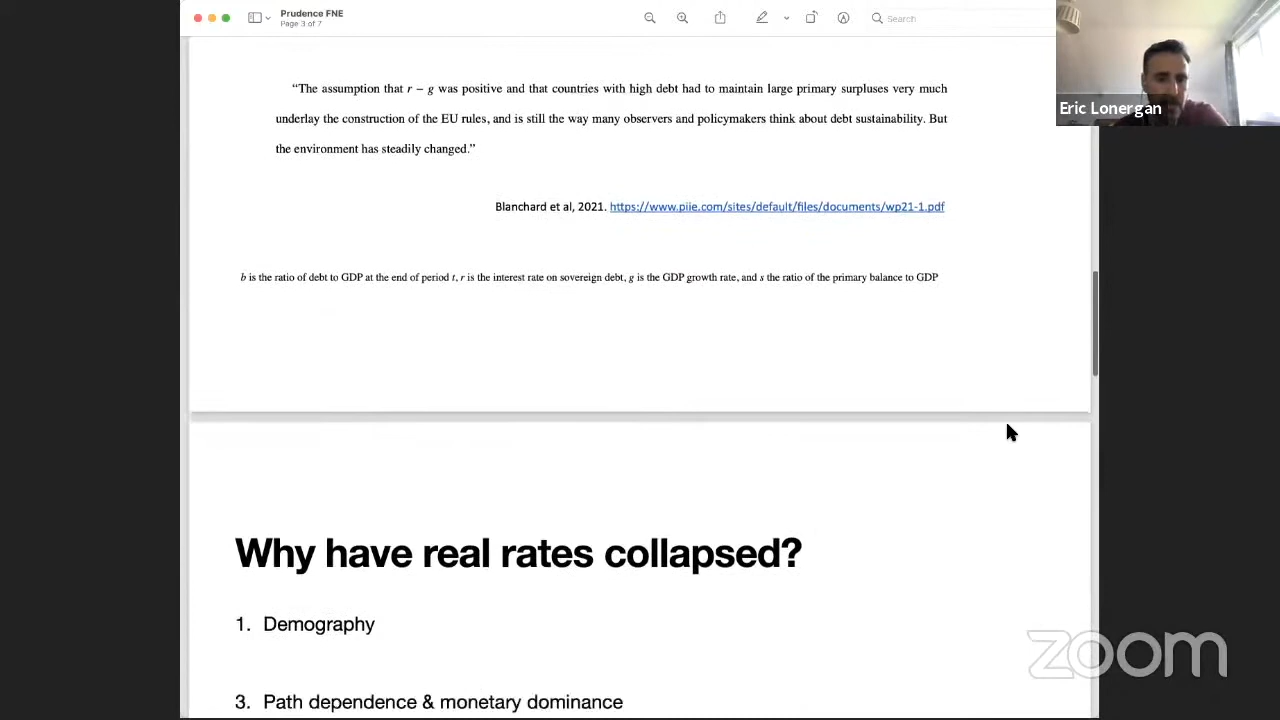 Prudence FNE
Page 3 of 7
Search
Eric Lonergan
“The assumption that r – g was positive and that countries with high debt had to maintain large primary surpluses very much
underlay the construction of the EU rules, and is still the way many observers and policymakers think about debt sustainability. But
the environment has steadily changed.”
Blanchard et al, 2021. https://www.piie.com/sites/default/files/documents/wp21-1.pdf
b is the ratio of debt to GDP at the end of period t, r is the interest rate on sovereign debt, g is the GDP growth rate, and s the ratio of the primary balance to GDP
Why have real rates collapsed?
1. Demography
3. Path dependence & monetary dominance
zoom